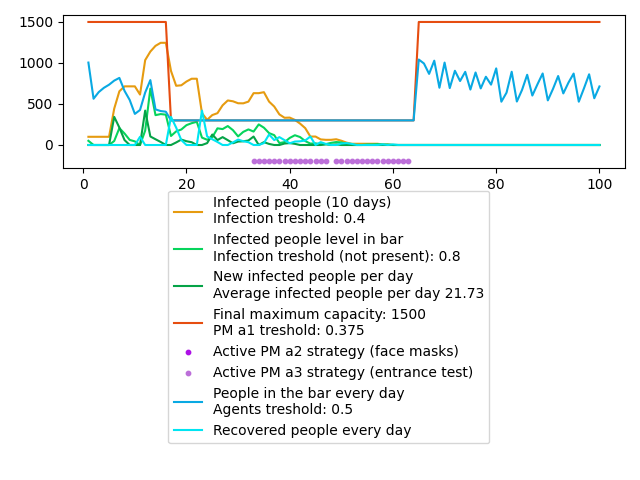 1500
1000
500
0
0
20
40
60
80
100
Infected people (10 days)
Infection treshold: 0.4
Infected people level in bar
Infection treshold (not present): 0.8
New infected people per day
Average infected people per day 21.73
Final maximum capacity: 1500
PM a1 treshold: 0.375
Active PM a2 strategy (face masks)
Active PM a3 strategy (entrance test)
People in the bar every day
Agents treshold: 0.5
Recovered people every day